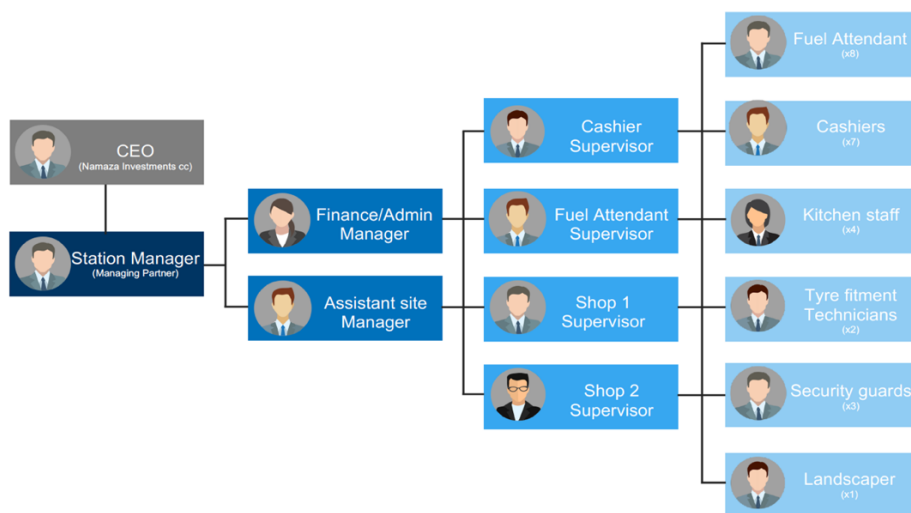 CEO
(Namaza Investments cc)
Station Manager
(Managing Partner)
Finance/Admin
Manager
Assistant site
Manager
Cashier
Supervisor
Fuel Attendant
Supervisor
Shop 1
Supervisor
Shop 2
Supervisor
Fuel Attendant
(x8)
Cashiers
(x7)
Kitchen staff
(x4)
Tyre fitment
Technicians
(x2)
Security guards
(x3)
Landscaper
(x1)